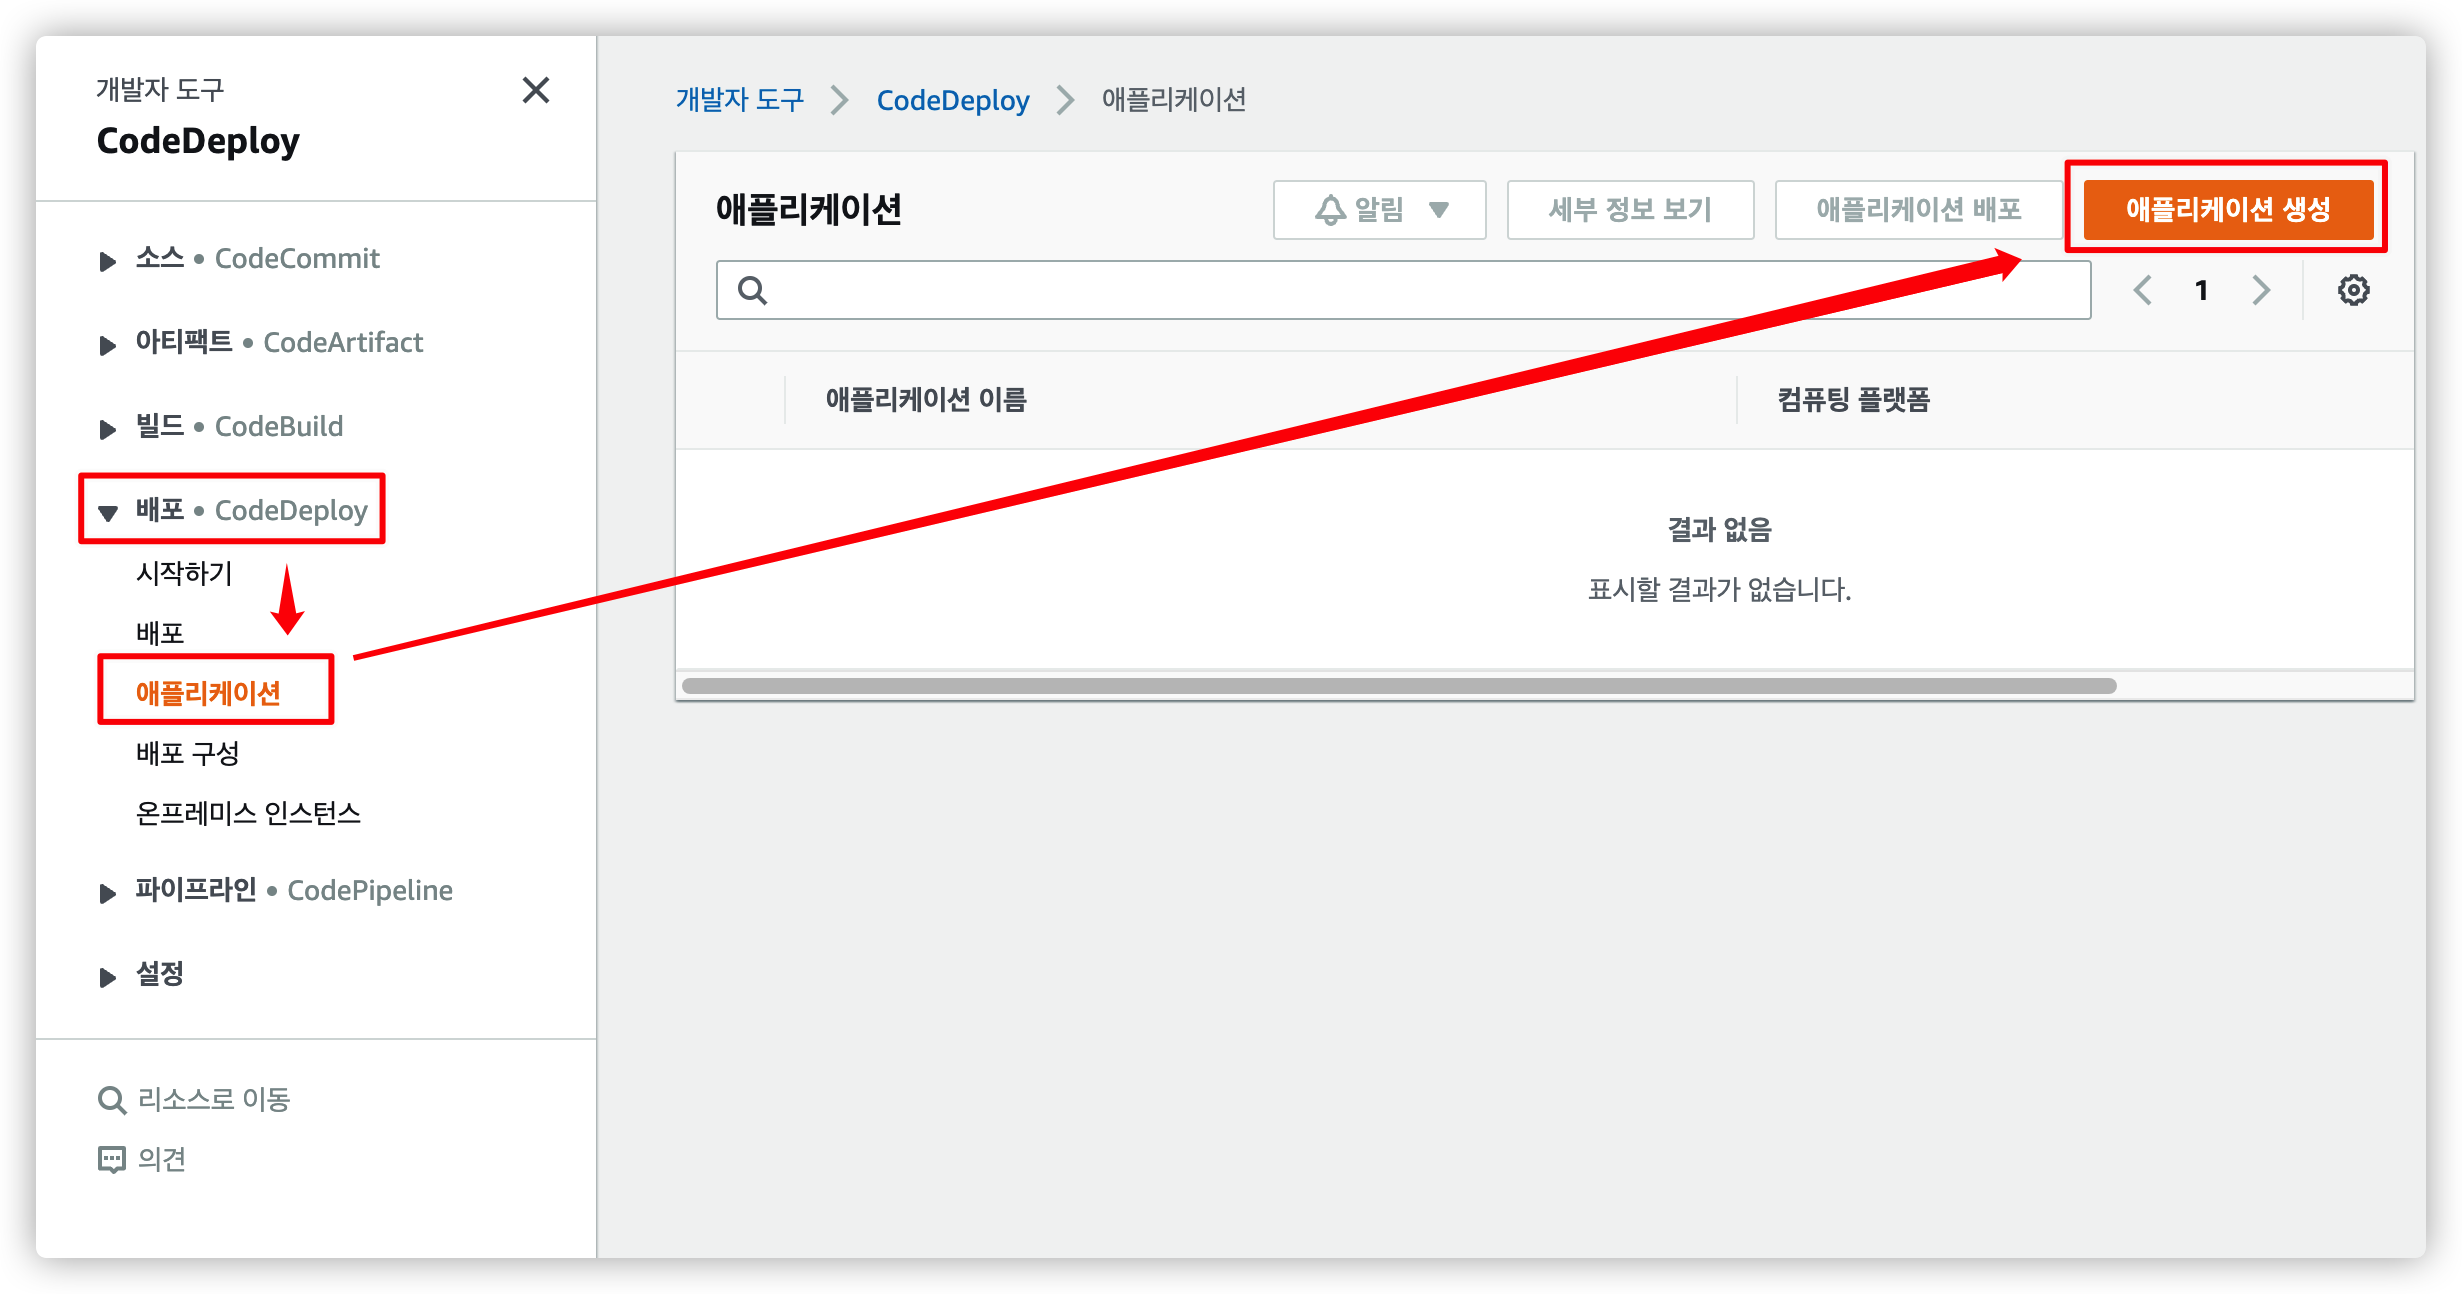 개발자 도구
CodeDeploy
소스 • CodeCommit
아티팩트 • CodeArtifact
빌드 • CodeBuild
배포 • CodeDeploy
시작하기
배포
애플리케이션
배포 구성
온프레미스 인스턴스
파이프라인 • CodePipeline
설정
리소스로 이동
의견
개발자 도구 > CodeDeploy > 애플리케이션
애플리케이션
알림
세부 정보 보기
애플리케이션 배포
애플리케이션 생성
1
애플리케이션 이름
컴퓨팅 플랫폼
결과 없음
표시할 결과가 없습니다.